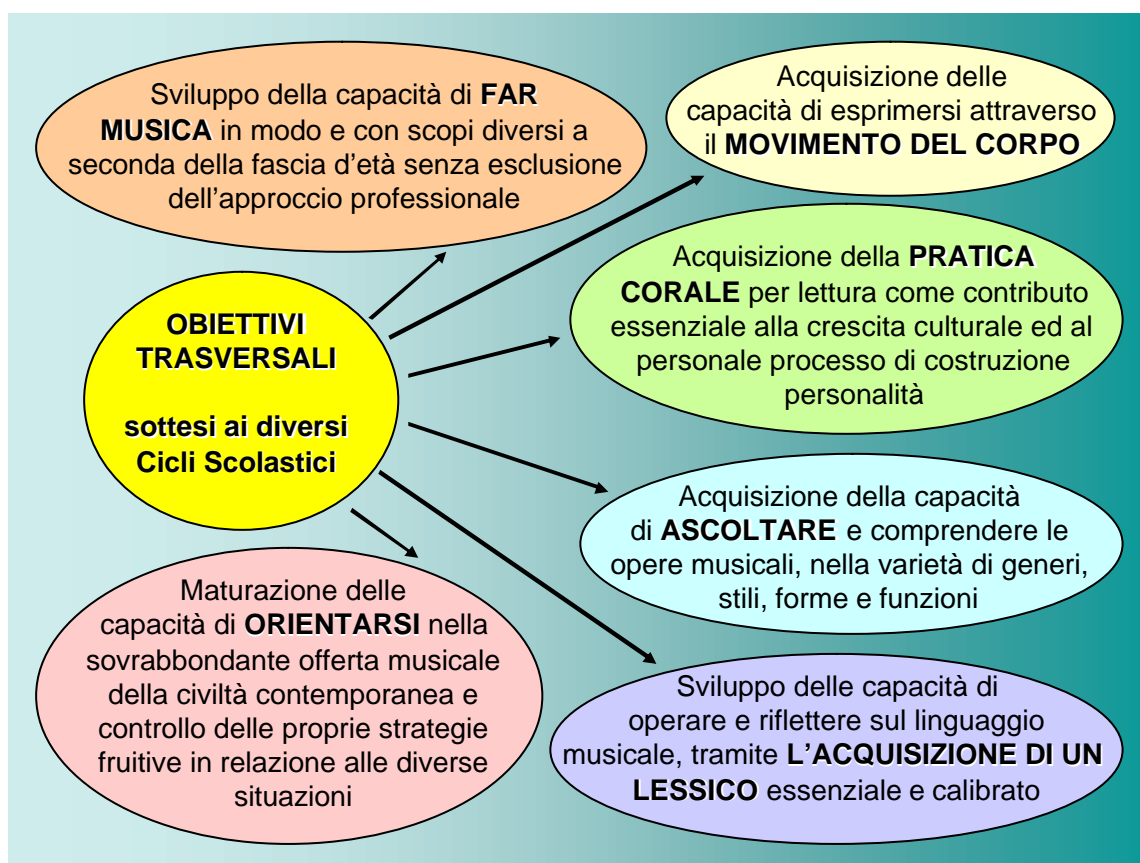 Sviluppo della capacità di FAR
MUSICA in modo e con scopi diversi a
seconda della fascia d'età senza esclusione
dell'approccio professionale
Acquisizione delle
capacità di esprimersi attraverso
il MOVIMENTO DEL CORPO
Acquisizione della PRATICA
CORALE per lettura come contributo
essenziale alla crescita culturale ed al
personale processo di costruzione
personalità
OBIETTIVI
TRASVERSALI
sottesi ai diversi
Cicli Scolastici
Acquisizione della capacità
di ASCOLTARE e comprendere le
opere musicali, nella varietà di generi,
stili, forme e funzioni
Maturazione delle
capacità di ORIENTARSI nella
sovrabbondante offerta musicale
della civiltà contemporanea e
controllo delle proprie strategie
fruitive in relazione alle diverse
situazioni
Sviluppo delle capacità di
operare e riflettere sul linguaggio
musicale, tramite L'ACQUISIZIONE DI UN
LESSICO essenziale e calibrato